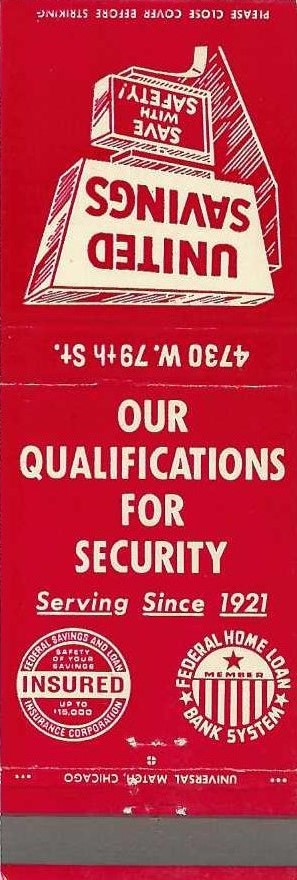 PLEASE CLOSE COVER BEFORE STRIKING
SAVE
WITH
SAFETY!
UNITED
SAVINGS
4730 W. 79th St.
OUR
QUALIFICATIONS
FOR
SECURITY
Serving Since 1921
FEDERAL SAVINGS AND LOAN
SAFETY
OF YOUR
SAVINGS
INSURED
UP TO
$15,000
INSURANCE CORPORATION
FEDERAL HOME LOAN
MEMBER
BANK SYSTEM
UNIVERSAL MATCH, CHICAGO